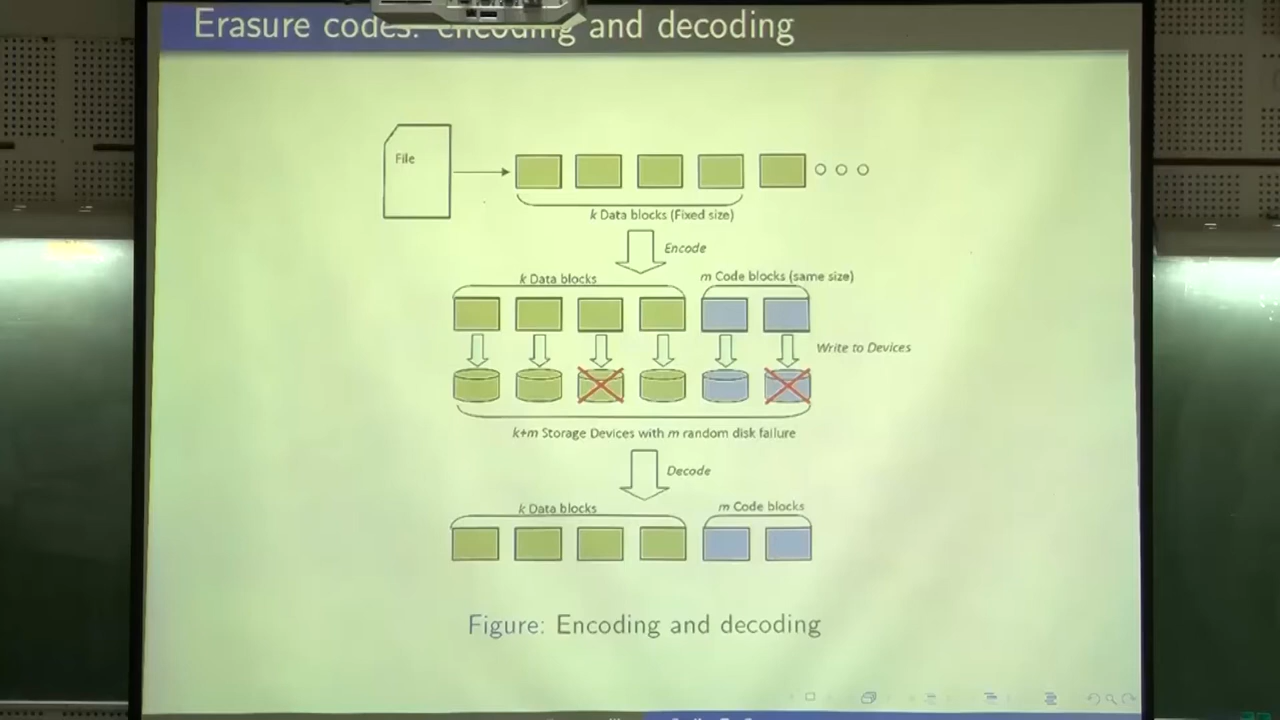 Erasure codes: encoding and decoding
File
k Data blocks (Fixed size)
Encode
k Data blocks
m Code blocks (same size)
Write to Devices
k+m Storage Devices with m random disk failure
Decode
k Data blocks
m Code blocks
Figure: Encoding and decoding